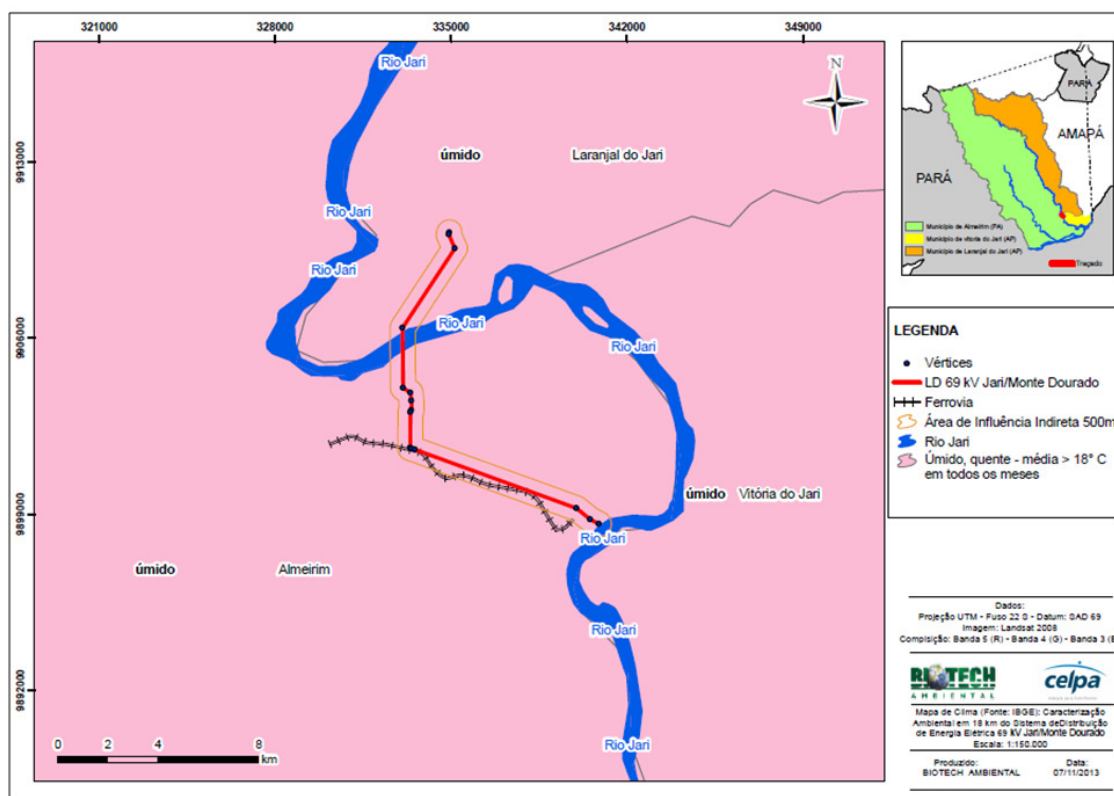 321000
328000
335000
342000
349000
9913000
9906000
9899000
9892000
Rio Jari
N
úmido
Laranjal do Jari
Rio Jari
Rio Jari
Rio Jari
Rio Jari
úmido
Vitória do Jari
Rio Jari
úmido
Almeirim
Rio Jari
Rio Jari
0 2 4 8
km
PARÁ
AMAPÁ
PARÁ
Município de Almeirim (PA)
Município de vitoria do Jari (AP)
Município de Laranjal do Jari (AP)
Traçado
LEGENDA
Vértices
LD 69 kV Jari/Monte Dourado
Ferrovia
Área de Influência Indireta 500m
Rio Jari
Úmido, quente - média > 18° C
em todos os meses
Dados:
Projeção UTM - Fuso 22 S - Datum: SAD 69
Imagem: Landsat 2008
Composição: Banda 5 (R) - Banda 4 (G) - Banda 3 (B
BIOTECH
AMBIENTAL
celpa
Mapa de Clima (Fonte: IBGE): Caracterização
Ambiental em 18 km do Sistema deDistribuição
de Energia Elétrica 69 kV Jari/Monte Dourado
Escala: 1:150.000
Produzido:
BIOTECH AMBIENTAL
Data:
07/11/2013